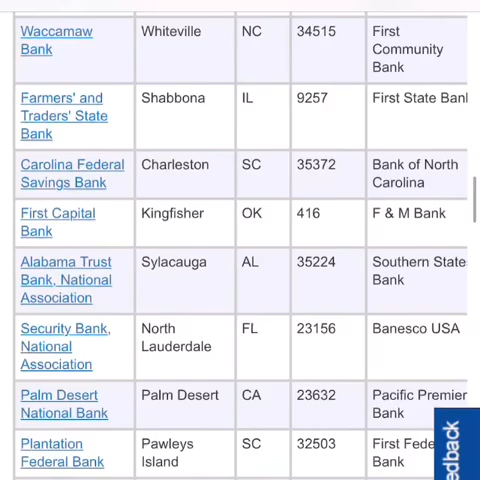 Waccamaw Bank Whiteville NC 34515 First Community Bank
Farmers' and Traders' State Bank Shabbona IL 9257 First State Bank
Carolina Federal Savings Bank Charleston SC 35372 Bank of North Carolina
First Capital Bank Kingfisher OK 416 F & M Bank
Alabama Trust Bank, National Association Sylacauga AL 35224 Southern States Bank
Security Bank, National Association North Lauderdale FL 23156 Banesco USA
Palm Desert National Bank Palm Desert CA 23632 Pacific Premier Bank
Plantation Federal Bank Pawleys Island SC 32503 First Fede Bank
edback